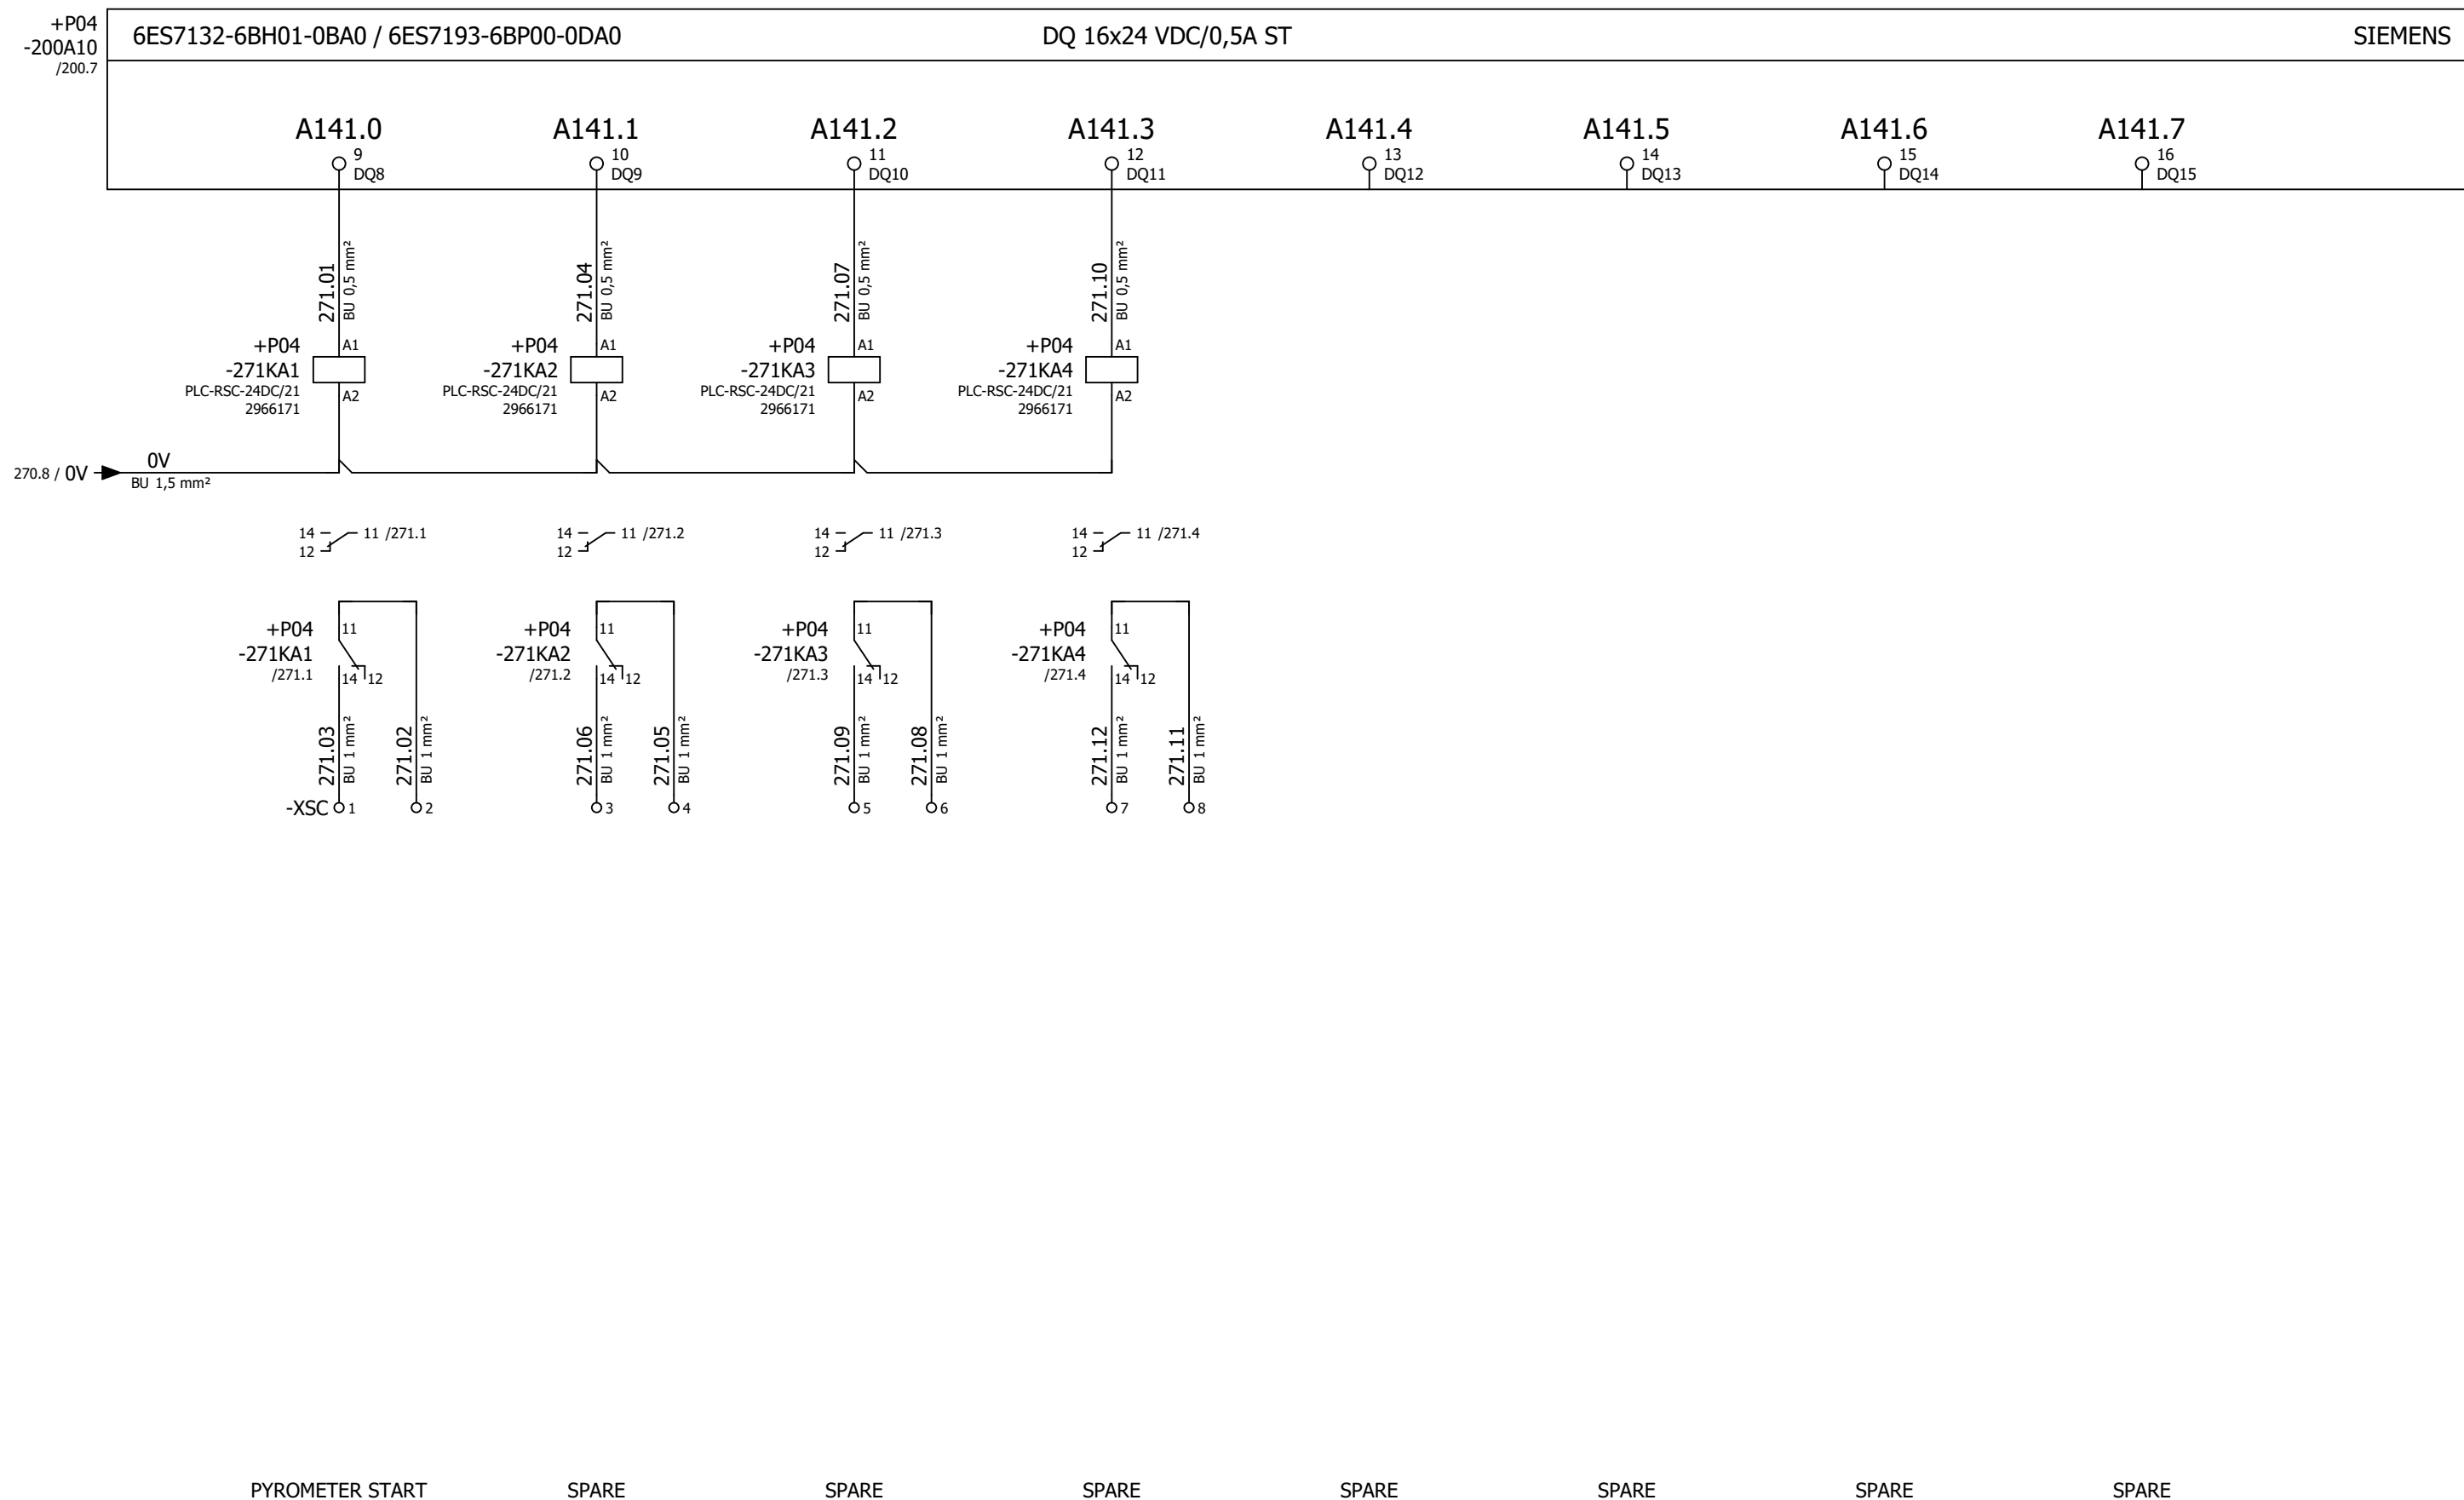 +P04
-200A10
/200.7
6ES7132-6BH01-0BA0 / 6ES7193-6BP00-0DA0 DQ 16x24 VDC/0,5A ST SIEMENS
A141.0 A141.1 A141.2 A141.3 A141.4 A141.5 A141.6 A141.7
9 10 11 12 13 14 15 16
DQ8 DQ9 DQ10 DQ11 DQ12 DQ13 DQ14 DQ15
271.01 BU 0,5 mm² 271.04 BU 0,5 mm² 271.07 BU 0,5 mm² 271.10 BU 0,5 mm²
+P04 A1 +P04 A1 +P04 A1 +P04 A1
-271KA1 -271KA2 -271KA3 -271KA4
PLC-RSC-24DC/21 A2 PLC-RSC-24DC/21 A2 PLC-RSC-24DC/21 A2 PLC-RSC-24DC/21 A2
2966171 2966171 2966171 2966171
270.8 / 0V 0V
BU 1,5 mm²
14 11 /271.1 14 11 /271.2 14 11 /271.3 14 11 /271.4
12 12 12 12
+P04 11 +P04 11 +P04 11 +P04 11
-271KA1 -271KA2 -271KA3 -271KA4
/271.1 14 12 /271.2 14 12 /271.3 14 12 /271.4 14 12
271.03 BU 1 mm² 271.02 BU 1 mm² 271.06 BU 1 mm² 271.05 BU 1 mm² 271.09 BU 1 mm² 271.08 BU 1 mm² 271.12 BU 1 mm² 271.11 BU 1 mm²
-XSC 1 2 3 4 5 6 7 8
PYROMETER START SPARE SPARE SPARE SPARE SPARE SPARE SPARE